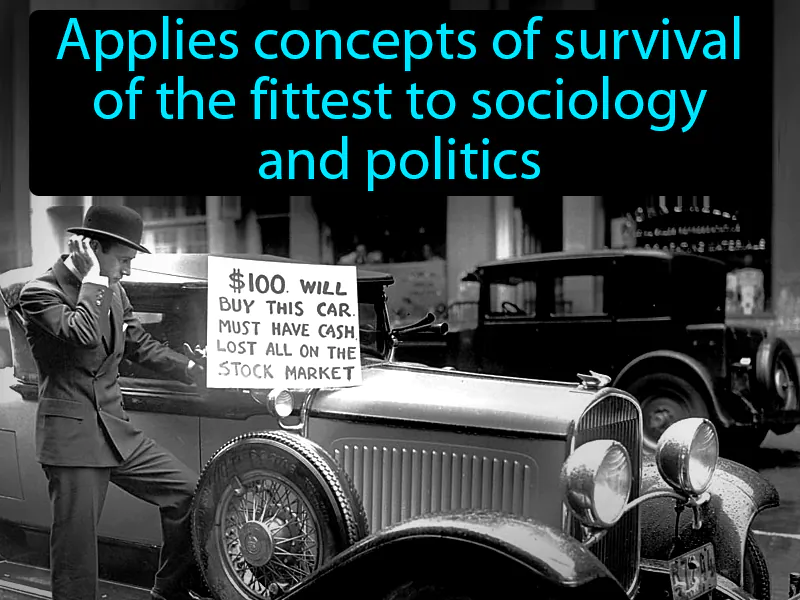 Applies concepts of survival
of the fittest to sociology
and politics
$100. WILL
BUY THIS CAR.
MUST HAVE CASH
LOST ALL ON THE
STOCK MARKET